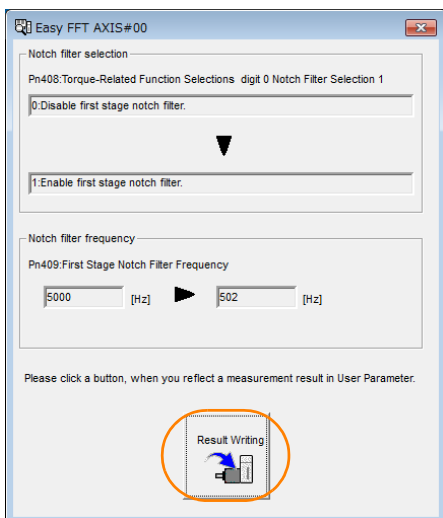 Easy FFT AXIS#00
Notch filter selection
Pn408:Torque-Related Function Selections digit 0 Notch Filter Selection 1
0:Disable first stage notch filter.
1:Enable first stage notch filter.
Notch filter frequency
Pn409:First Stage Notch Filter Frequency
5000 [Hz] 502 [Hz]
Please click a button, when you reflect a measurement result in User Parameter.
Result Writing